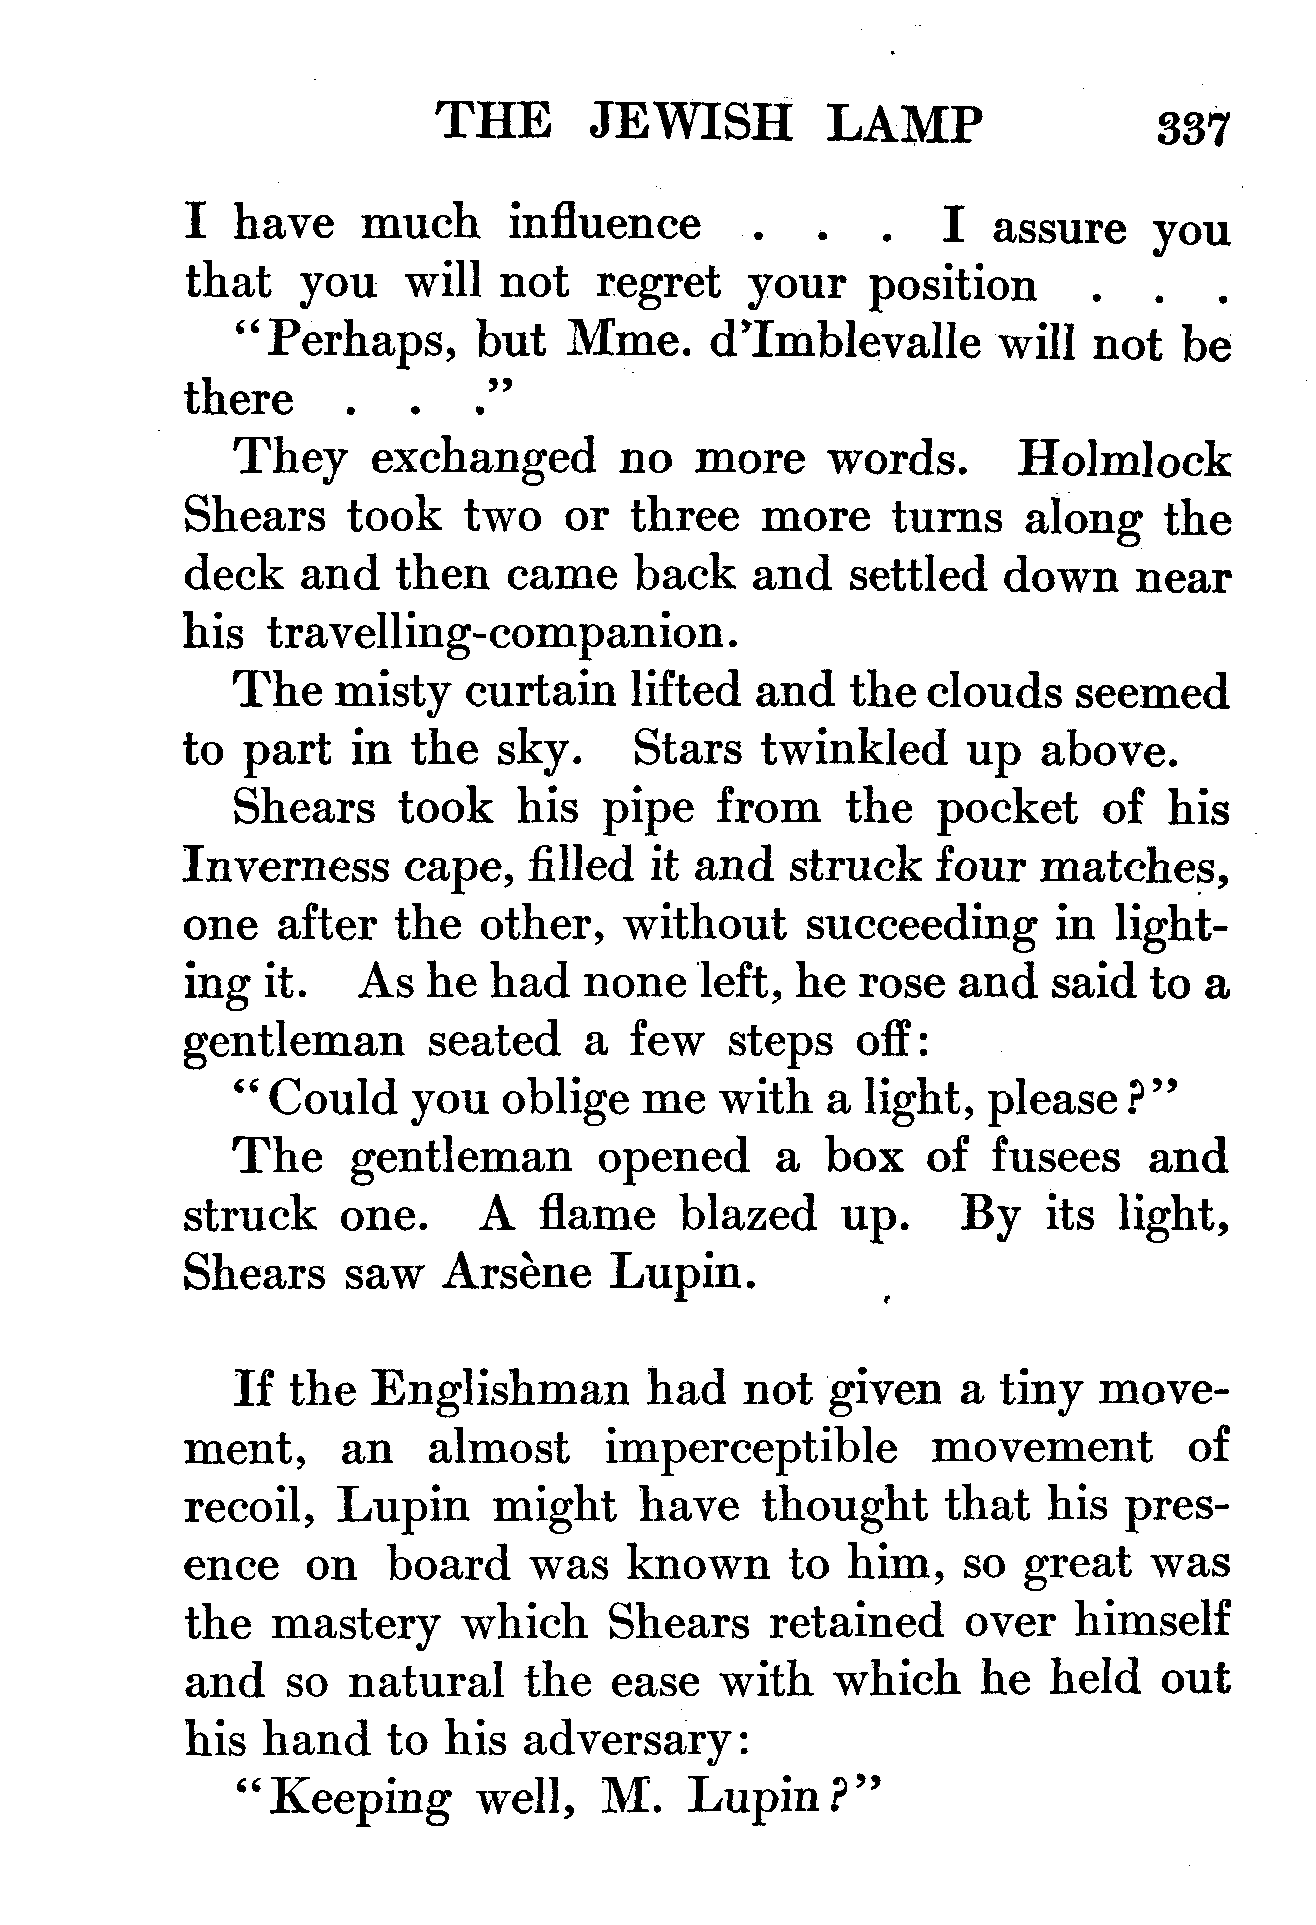 THE JEWISH LAMP 337
I have much influence . . . I assure you
that you will not regret your position . . .
“Perhaps, but Mme. d’Imblevalle will not be
there . . .”
They exchanged no more words. Holmlock
Shears took two or three more turns along the
deck and then came back and settled down near
his travelling-companion.
The misty curtain lifted and the clouds seemed
to part in the sky. Stars twinkled up above.
Shears took his pipe from the pocket of his
Inverness cape, filled it and struck four matches,
one after the other, without succeeding in light-
ing it. As he had none left, he rose and said to a
gentleman seated a few steps off:
“Could you oblige me with a light, please?”
The gentleman opened a box of fusees and
struck one. A flame blazed up. By its light,
Shears saw Arsène Lupin.
If the Englishman had not given a tiny move-
ment, an almost imperceptible movement of
recoil, Lupin might have thought that his pres-
ence on board was known to him, so great was
the mastery which Shears retained over himself
and so natural the ease with which he held out
his hand to his adversary:
“Keeping well, M. Lupin?”